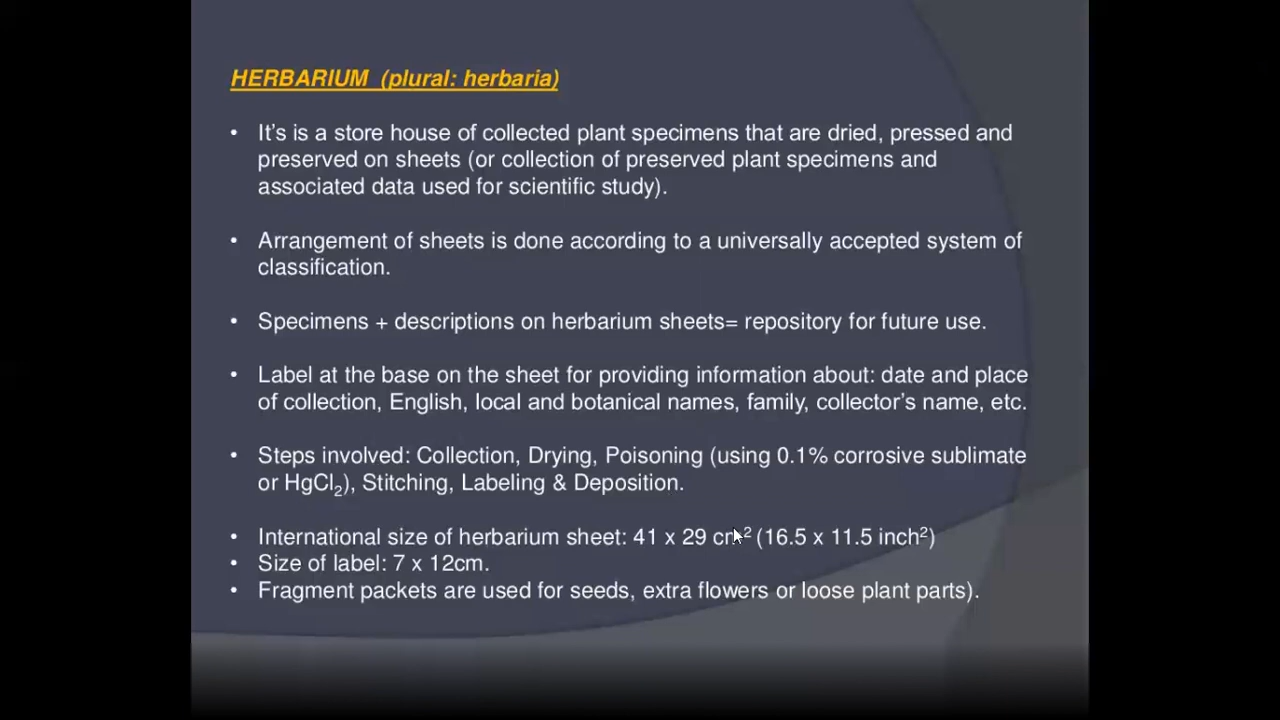 HERBARIUM (plural: herbaria)
• It's is a store house of collected plant specimens that are dried, pressed and
preserved on sheets (or collection of preserved plant specimens and
associated data used for scientific study).
• Arrangement of sheets is done according to a universally accepted system of
classification.
• Specimens + descriptions on herbarium sheets= repository for future use.
• Label at the base on the sheet for providing information about: date and place
of collection, English, local and botanical names, family, collector's name, etc.
• Steps involved: Collection, Drying, Poisoning (using 0.1% corrosive sublimate
or HgCl₂), Stitching, Labeling & Deposition.
• International size of herbarium sheet: 41 x 29 cm² (16.5 x 11.5 inch²)
• Size of label: 7 x 12cm.
• Fragment packets are used for seeds, extra flowers or loose plant parts).